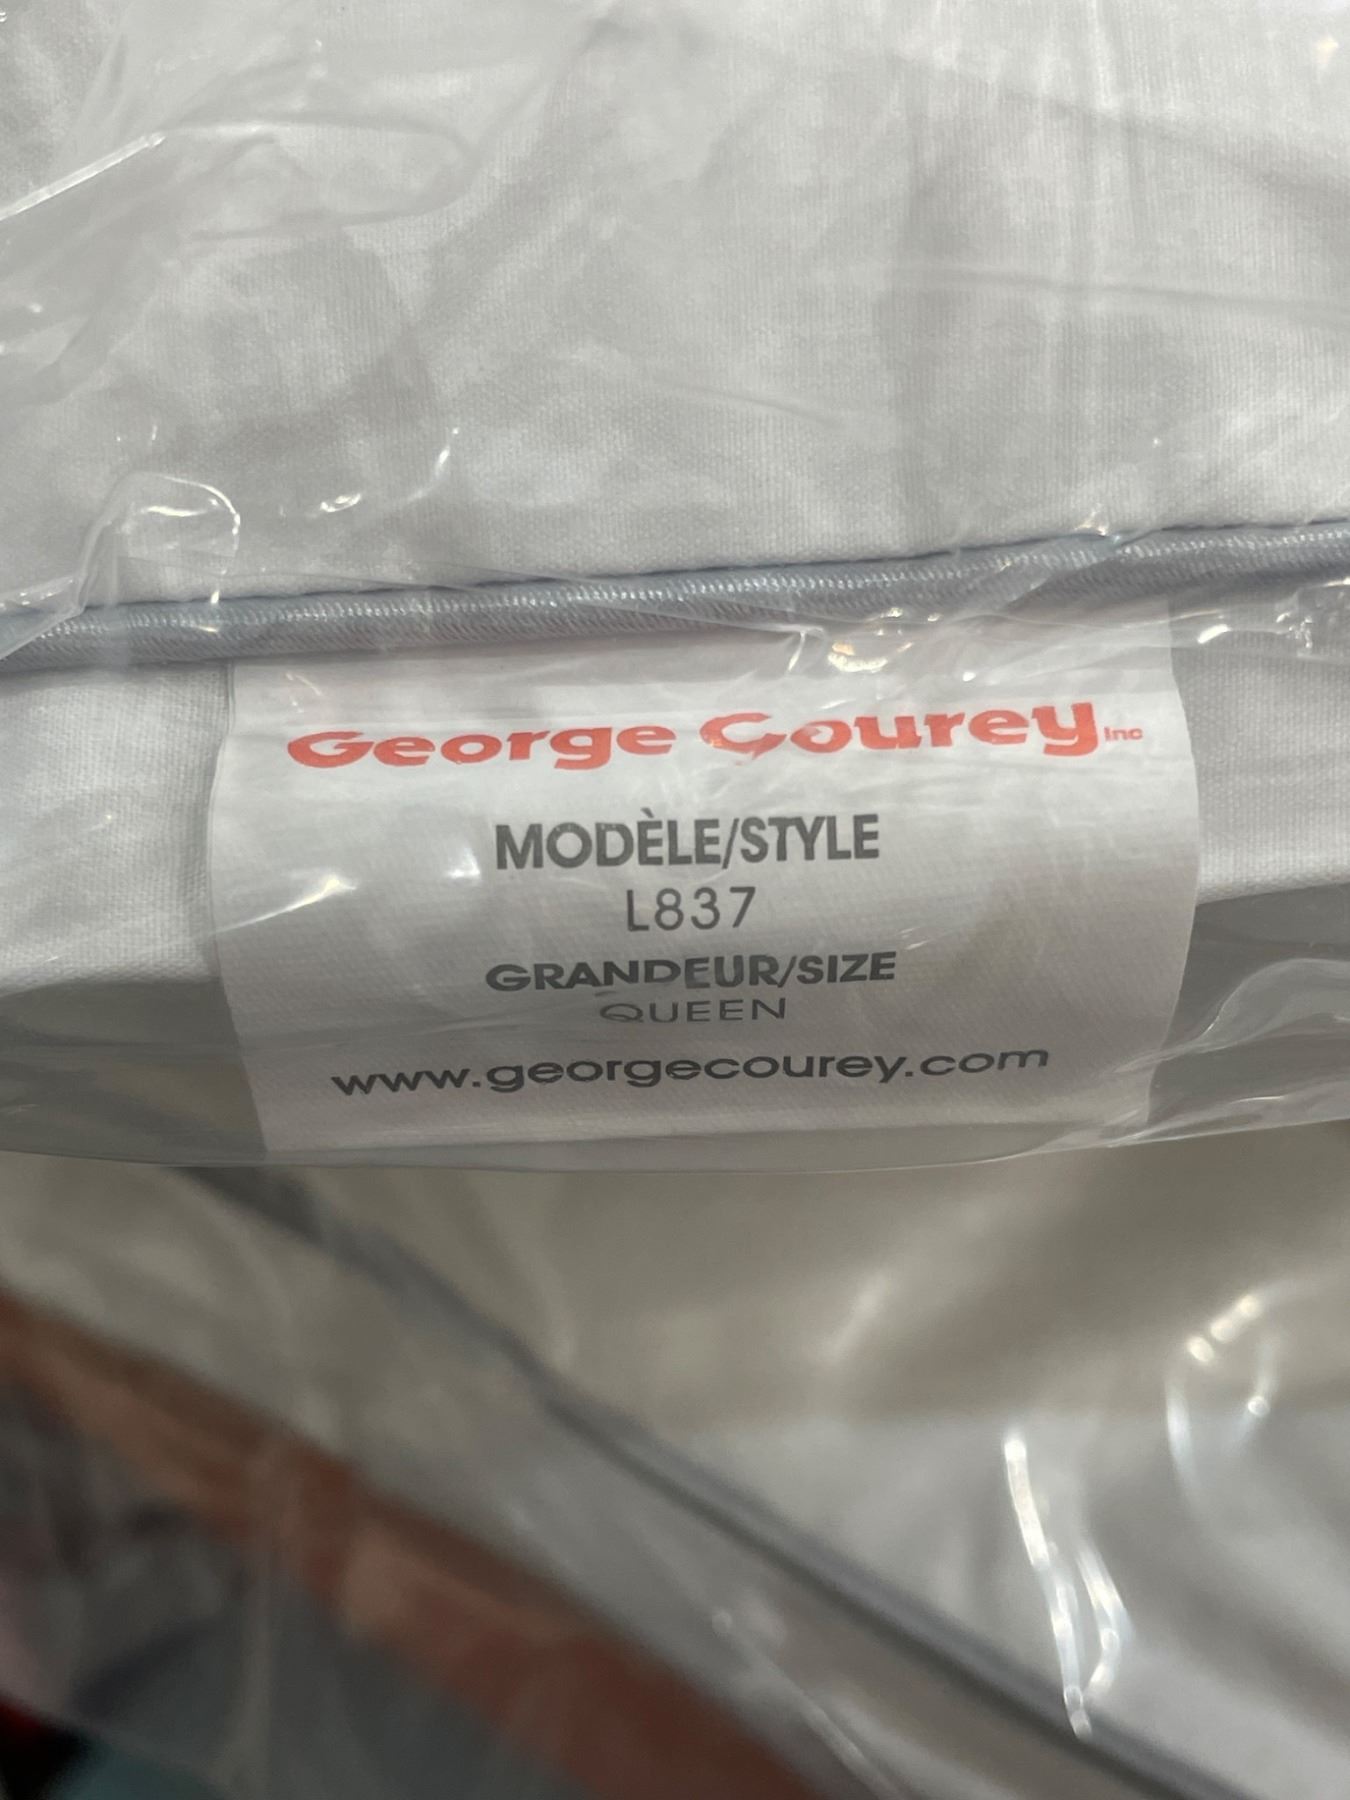 George Courey Inc
MODÈLE/STYLE
L837
GRANDEUR/SIZE
QUEEN
www.georgecourey.com